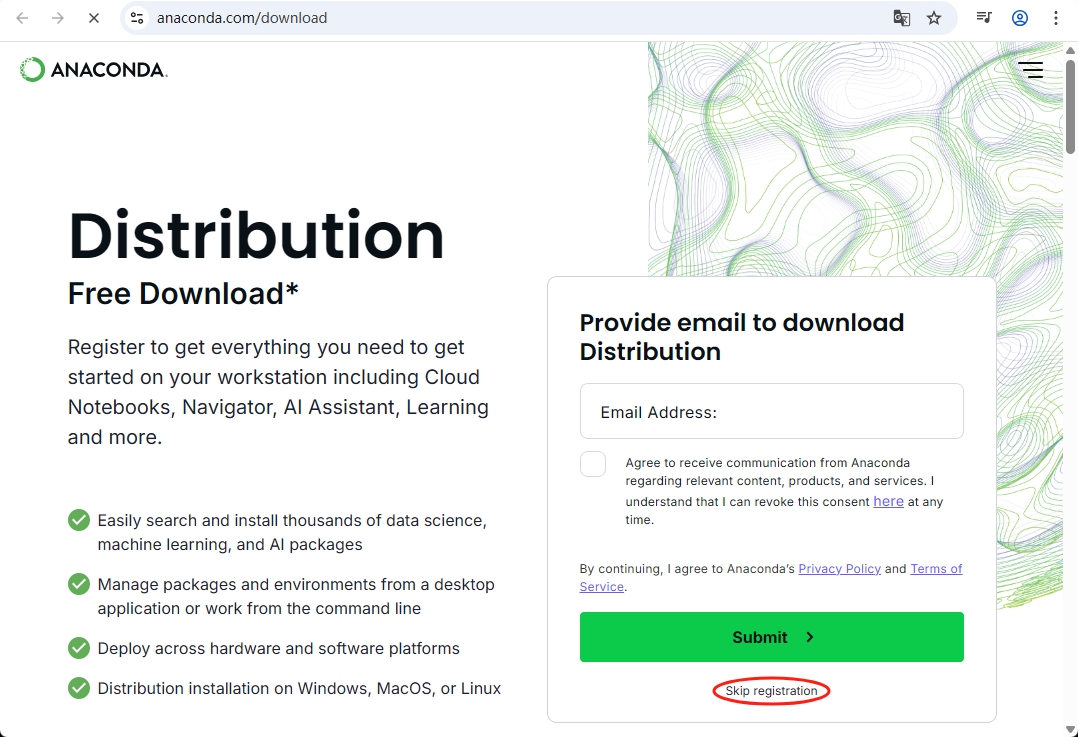 anaconda.com/download
ANACONDA.
Distribution
Free Download*
Register to get everything you need to get
started on your workstation including Cloud
Notebooks, Navigator, AI Assistant, Learning
and more.
Easily search and install thousands of data science,
machine learning, and AI packages
Manage packages and environments from a desktop
application or work from the command line
Deploy across hardware and software platforms
Distribution installation on Windows, MacOS, or Linux
Provide email to download
Distribution
Email Address:
Agree to receive communication from Anaconda
regarding relevant content, products, and services. I
understand that I can revoke this consent here at any
time.
By continuing, I agree to Anaconda's Privacy Policy and Terms of
Service.
Submit
Skip registration